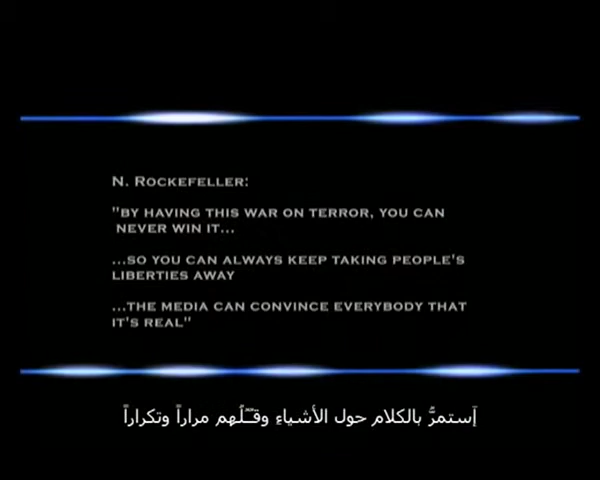 N. ROCKEFELLER:
"BY HAVING THIS WAR ON TERROR, YOU CAN
NEVER WIN IT...
...SO YOU CAN ALWAYS KEEP TAKING PEOPLE'S
LIBERTIES AWAY
...THE MEDIA CAN CONVINCE EVERYBODY THAT
IT'S REAL"
إستمرُّ بالكلام حول الأشياءِ وقـُـلّهم مراراً وتكراراً